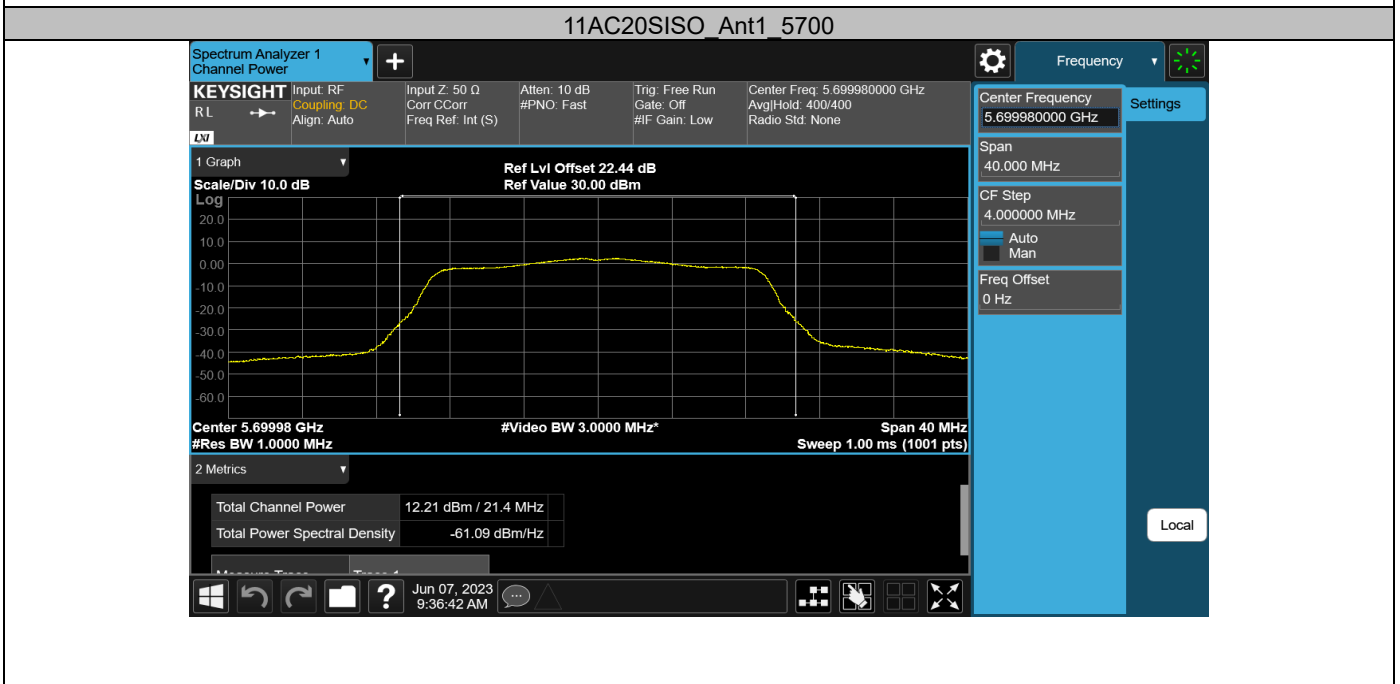 11AC20SISO_Ant1_5700
Spectrum Analyzer 1
Channel Power
+
Frequency
KEYSIGHT
R L
LXI
Input: RF
Coupling: DC
Align: Auto
Input Z: 50 Ω
Corr CCorr
Freq Ref: Int (S)
Atten: 10 dB
#PNO: Fast
Trig: Free Run
Gate: Off
#IF Gain: Low
Center Freq: 5.699980000 GHz
Avg|Hold: 400/400
Radio Std: None
Center Frequency
5.699980000 GHz
Settings
Span
40.000 MHz
CF Step
4.000000 MHz
Auto
Man
Freq Offset
0 Hz
Local
1 Graph
Scale/Div 10.0 dB
Ref Lvl Offset 22.44 dB
Ref Value 30.00 dBm
Log
20.0
10.0
0.00
-10.0
-20.0
-30.0
-40.0
-50.0
-60.0
Center 5.69998 GHz
#Video BW 3.0000 MHz*
Span 40 MHz
#Res BW 1.0000 MHz
Sweep 1.00 ms (1001 pts)
2 Metrics
Total Channel Power 12.21 dBm / 21.4 MHz
Total Power Spectral Density -61.09 dBm/Hz
?
Jun 07, 2023
9:36:42 AM